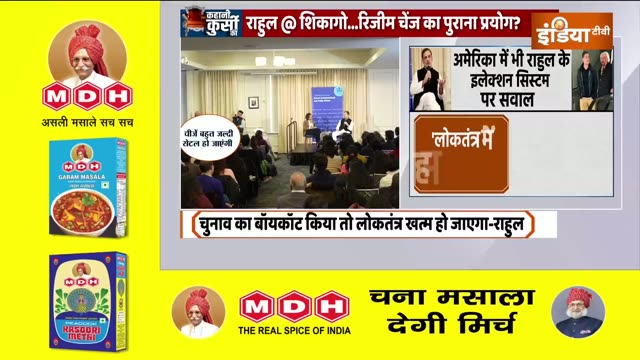 कहानी
कुर्सी की
राहुल @ शिकागो...रिजीम चेंज का पुराना प्रयोग?
इंडिया टीवी
MDH
असली मसाले सच सच
MDH
GARAM MASALA
चीजें बहुत जल्दी
सेटल हो जाएंगी
अमेरिका में भी राहुल के
इलेक्शन सिस्टम
पर सवाल
'लोकतंत्र में
चुनाव का बॉयकॉट किया तो लोकतंत्र खत्म हो जाएगा-राहुल
MDH
KASOORI
METHI
MDH
THE REAL SPICE OF INDIA
चना मसाला
देगी मिर्च